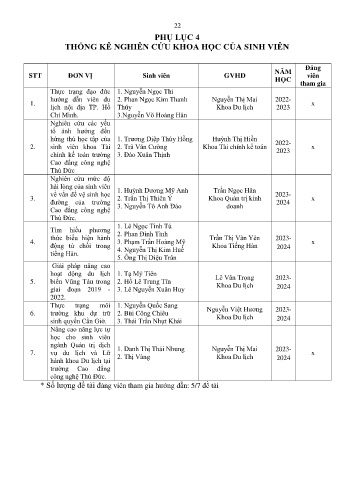 22
PHỤ LỤC 4
THỐNG KÊ NGHIÊN CỨU KHOA HỌC CỦA SINH VIÊN
STT ĐƠN VỊ Sinh viên GVHD NĂM HỌC Đảng viên tham gia
1. Thực trạng đạo đức hướng dẫn viên du lịch nội địa TP. Hồ Chí Minh.
1. Nguyễn Ngọc Thi
2. Phan Ngọc Kim Thanh Thủy
3.Nguyễn Võ Hoàng Hân
Nguyễn Thị Mai
Khoa Du lịch
2022-2023
x
2. Nghiên cứu các yếu tố ảnh hưởng đến hứng thú học tập của sinh viên khoa Tài chính kế toán trường Cao đẳng công nghệ Thủ Đức
1. Trương Diệp Thúy Hồng
2. Trà Văn Cường
3. Đào Xuân Thịnh
Huỳnh Thị Hiền
Khoa Tài chính kế toán
2022-2023
x
3. Nghiên cứu mức độ hài lòng của sinh viên về vấn đề vệ sinh học đường của trường Cao đẳng công nghệ Thủ Đức.
1. Huỳnh Dương Mỹ Anh
2. Trần Thị Thiên Ý
3. Nguyễn Tô Anh Đào
Trần Ngọc Hân
Khoa Quản trị kinh doanh
2023-2024
x
4. Tìm hiểu phương thức biểu hiện hành động từ chối trong tiếng Hàn.
1. Lê Ngọc Tình Tú
2. Phan Đình Tình
3. Phạm Trần Hoàng Mỹ
4. Nguyễn Thị Kim Huế
5. Ông Thị Diệu Trân
Trần Thị Vân Yên
Khoa Tiếng Hàn
2023-2024
x
5. Giải pháp nâng cao hoạt động du lịch biển Vũng Tàu trong giai đoạn 2019 - 2022.
1. Tạ Mỹ Tiên
2. Hồ Lê Trung Tín
3. Lê Nguyễn Xuân Huy
Lê Văn Trọng
Khoa Du lịch
2023-2024
6. Thực trạng môi trường khu dự trữ sinh quyển Cần Giờ.
1. Nguyễn Quốc Sang
2. Bùi Công Chiêu
3. Thái Trần Nhựt Khải
Nguyễn Việt Hương
Khoa Du lịch
2023-2024
7. Nâng cao năng lực tự học cho sinh viên ngành Quản trị dịch vụ du lịch và Lữ hành khoa Du lịch tại trường Cao đẳng công nghệ Thủ Đức.
1. Danh Thị Thái Nhung
2. Thị Vàng
Nguyễn Thị Mai
Khoa Du lịch
2023-2024
x
* Số lượng đề tài đảng viên tham gia hướng dẫn: 5/7 đề tài